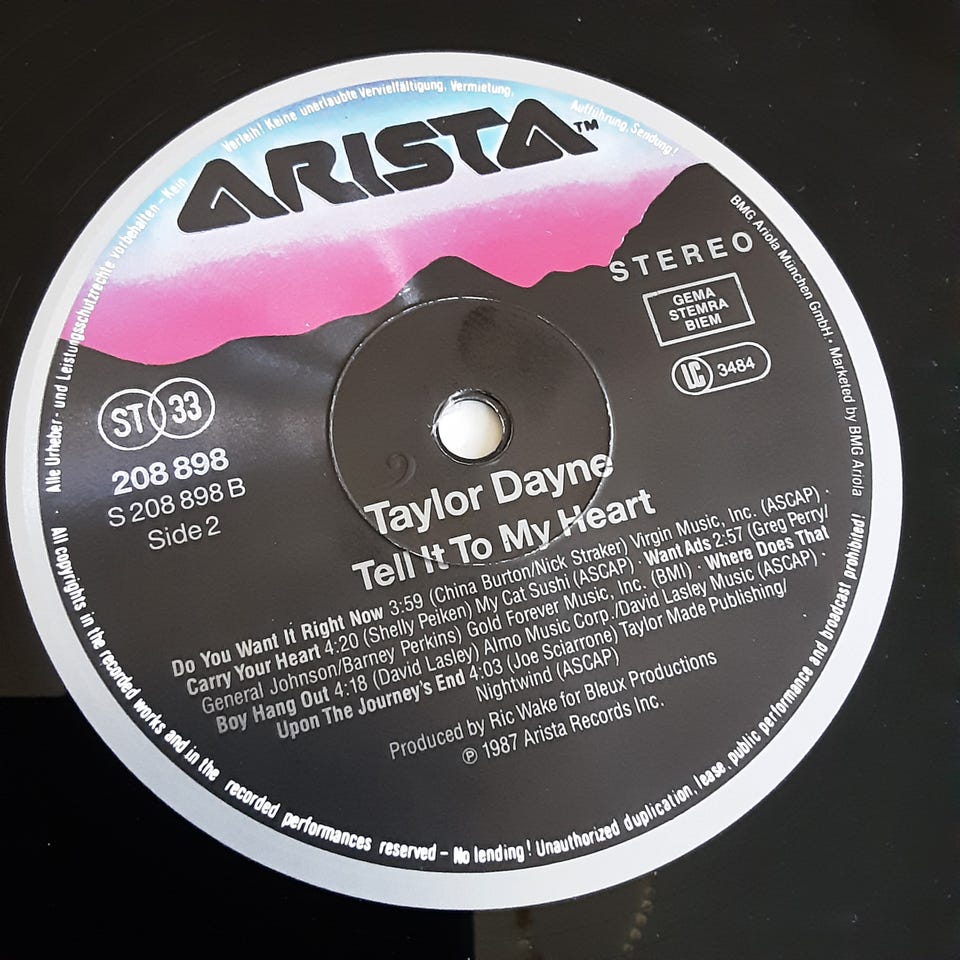 Alle Urheber- und Leistungsschutzrechte vorbehalten - Kein Verleih! Keine unerlaubte Vervielfältigung, Vermietung, Aufführung, Sendung!
ARISTA™
BMG Ariola München GmbH. • Marketed by BMG Ariola
STEREO
GEMA
STEMRA
BIEM
LC 3484
ST 33
208 898
S 208 898 B
Side 2
Taylor Dayne
Tell It To My Heart
Do You Want It Right Now 3:59 (China Burton/Nick Straker) Virgin Music, Inc. (ASCAP) ·
Carry Your Heart 4:20 (Shelly Peiken) My Cat Sushi (ASCAP) · Want Ads 2:57 (Greg Perry/
General Johnson/Barney Perkins) Gold Forever Music, Inc. (BMI) · Where Does That
Boy Hang Out 4:18 (David Lasley) Almo Music Corp./David Lasley Music (ASCAP) ·
Upon The Journey's End 4:03 (Joe Sciarrone) Taylor Made Publishing/
Nightwind (ASCAP)
Produced by Ric Wake for Bleux Productions
℗ 1987 Arista Records Inc.
All copyrights in the recorded works and in the recorded performances reserved - No lending! Unauthorized duplication, lease, public performance and broadcast prohibited!